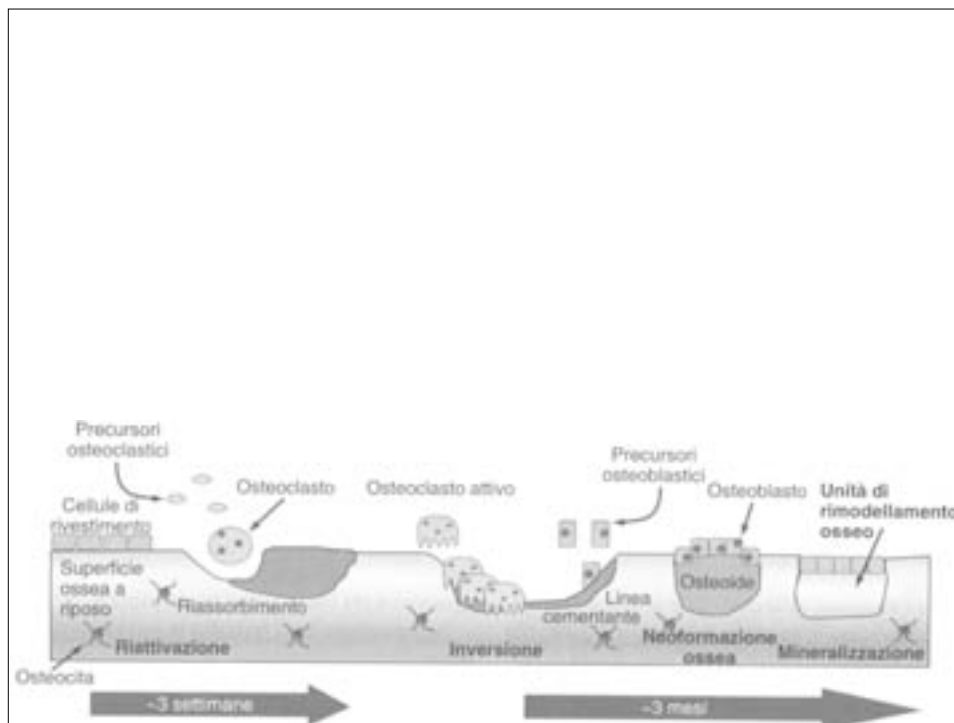 Precursori
osteoclastici
Osteoclasto
Cellule di
rivestimento
Superficie
ossea a
riposo
Riassorbimento
Riattivazione
Osteocita
~3 settimane
Osteoclasto attivo
Inversione
Precursori
osteoblastici
Linea
cementante
Osteoblasto
Osteoide
Neoformazione
ossea
Unità di
rimodellamento
osseo
Mineralizzazione
~3 mesi